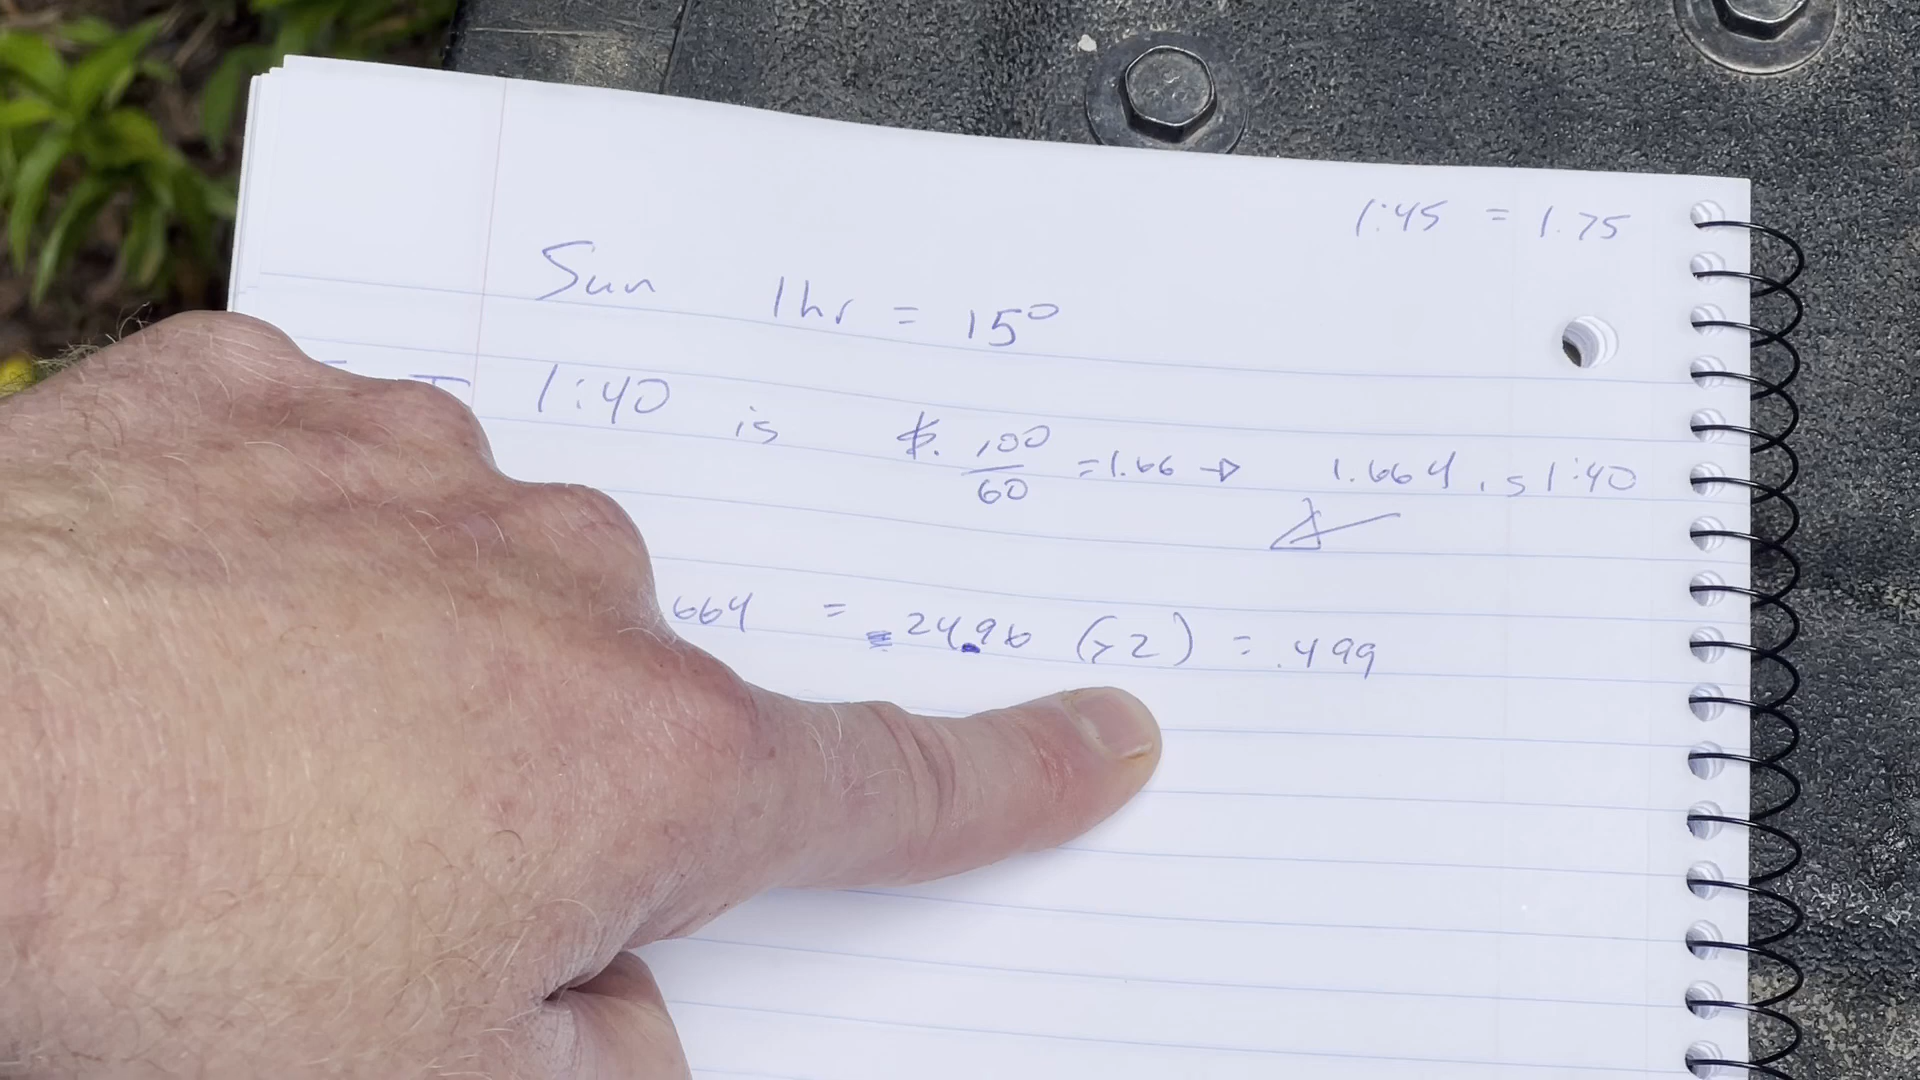 1:45 = 1.75
Sun 1hr = 15°
1:40 is 100/60 = 1.66 → 1.664 is 1:40
664 = 24.96 (÷2) = .499